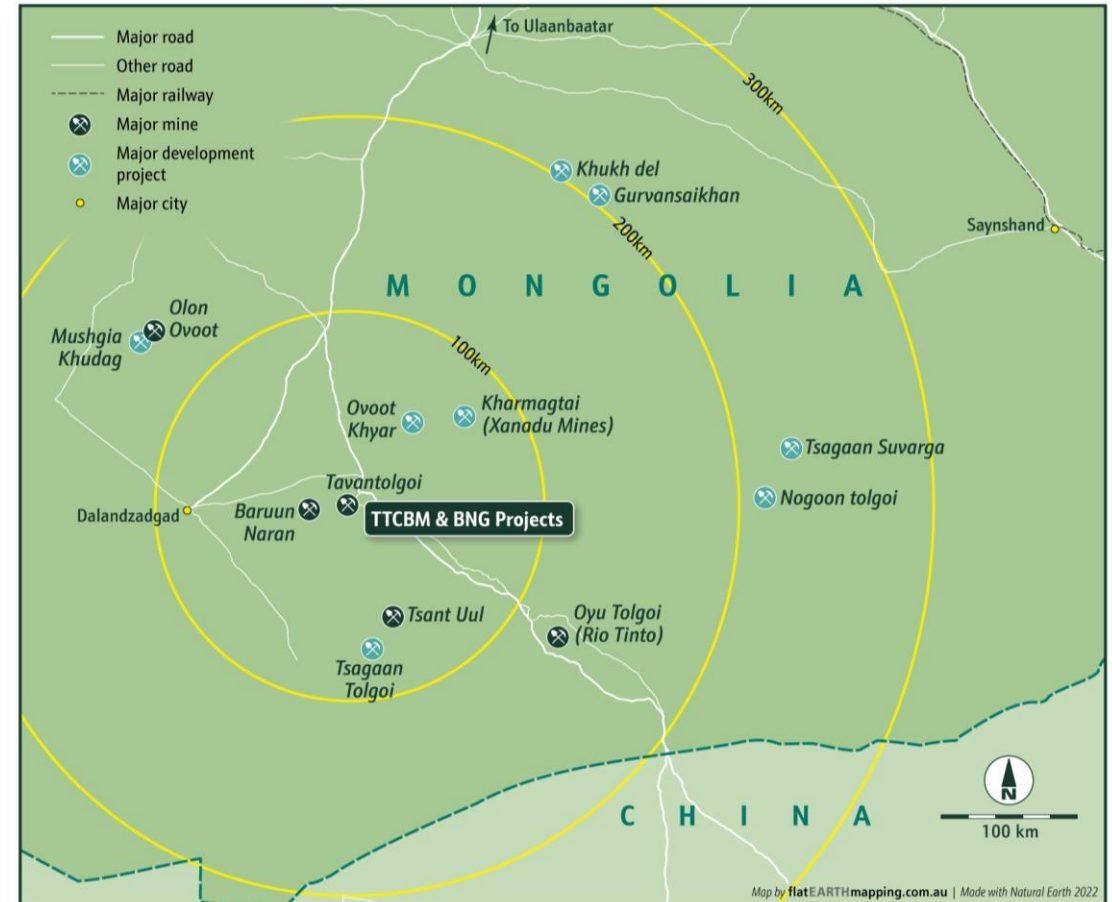 Major road
Other road
Major railway
Major mine
Major development
project
Major city
To Ulaanbaatar
300km
Khukh del
Gurvansaikhan
200km
Saynshand
MONGOLIA
Olon
Ovoot
Mushgia
Khudag
100km
Ovoot
Khyar
Kharmagtai
(Xanadu Mines)
Tsagaan Suvarga
Tavantolgoi
Nogoon tolgoi
Dalandzadgad
Baruun
Naran
TTCBM & BNG Projects
Tsant Uul
Oyu Tolgoi
(Rio Tinto)
Tsagaan
Tolgoi
N
CHINA
100 km
Map by flatEARTHmapping.com.au | Made with Natural Earth 2022